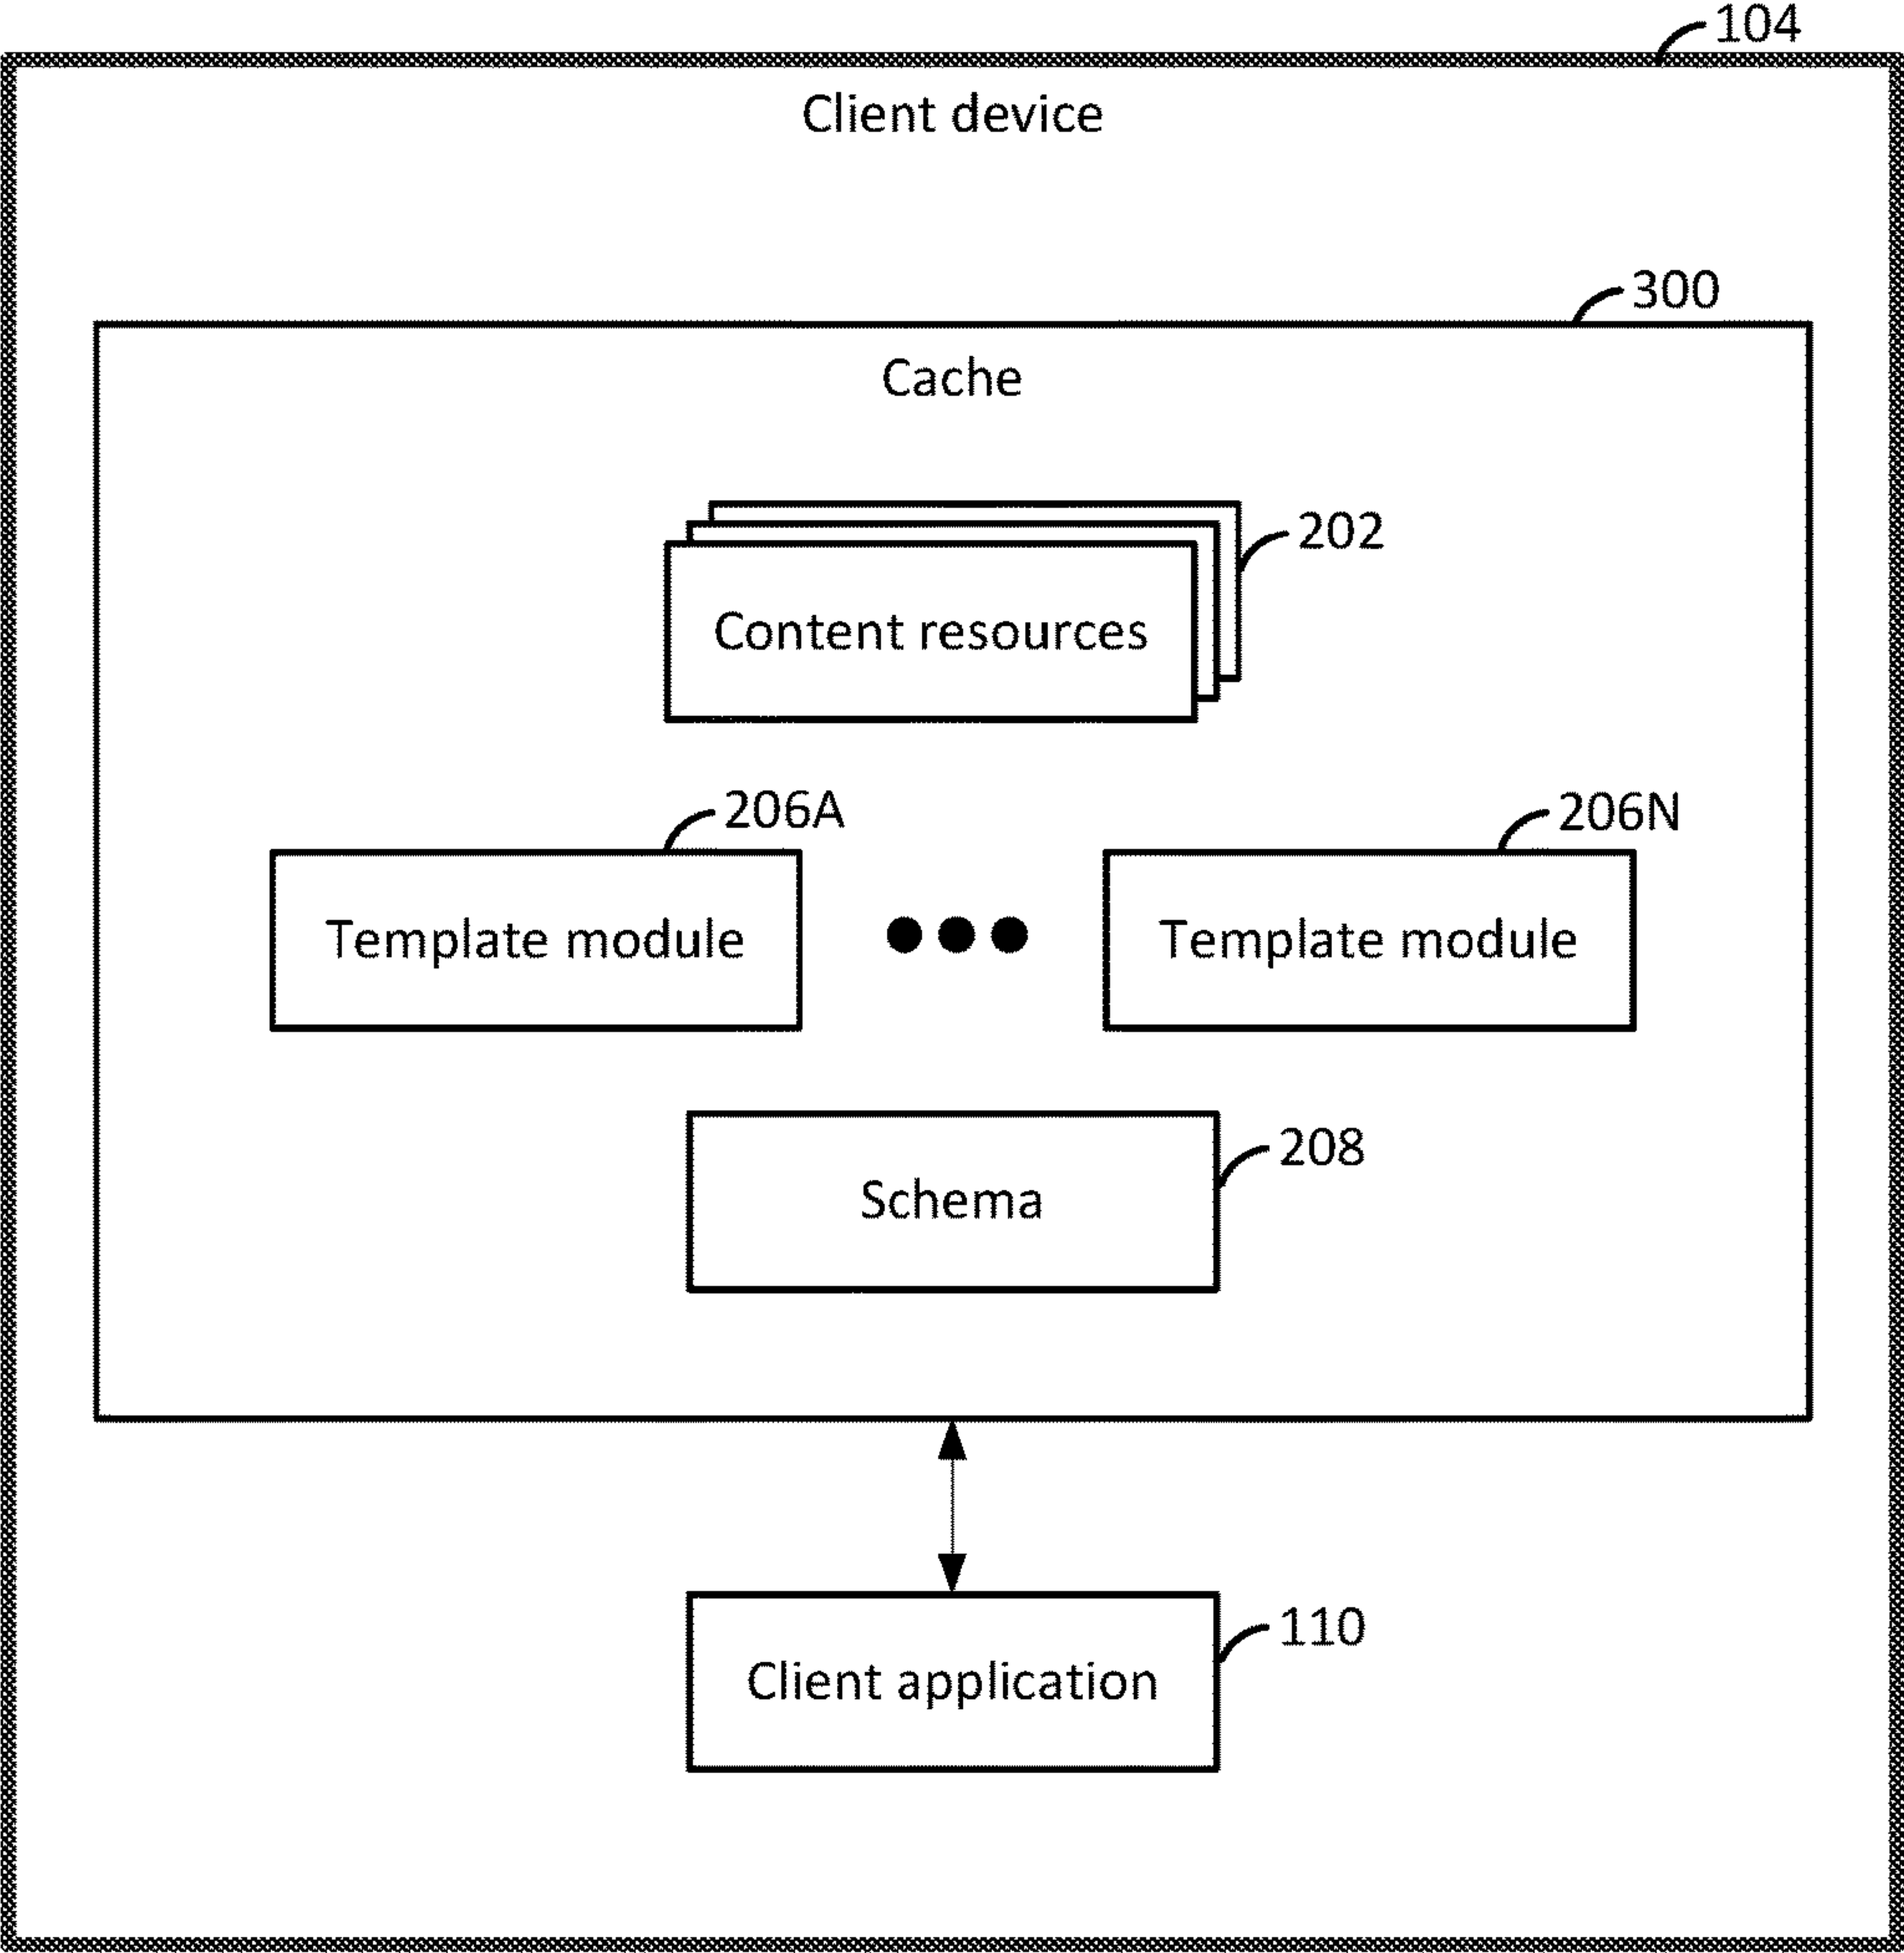 104
Client device
300
Cache
202
Content resources
206A
206N
Template module
Template module
208
Schema
110
Client application